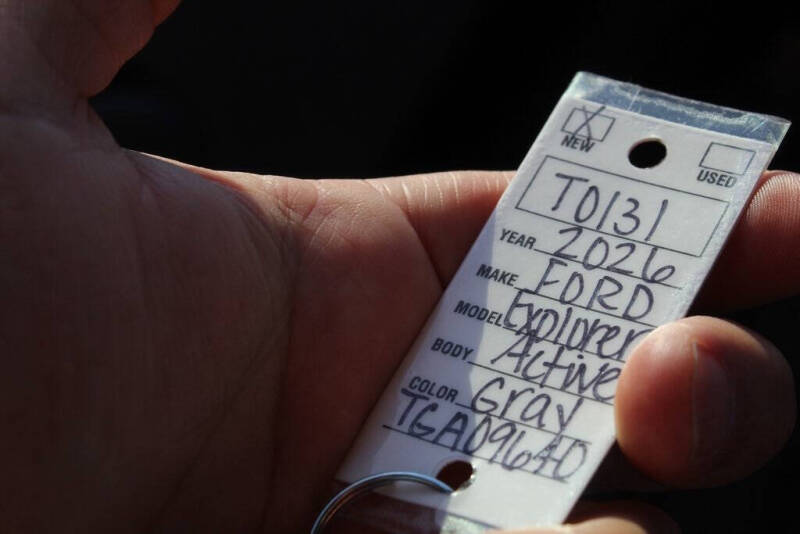 X NEW USED
T0131
YEAR 2026
MAKE FORD
MODEL Explorer
BODY Active
COLOR Gray
TGA09640